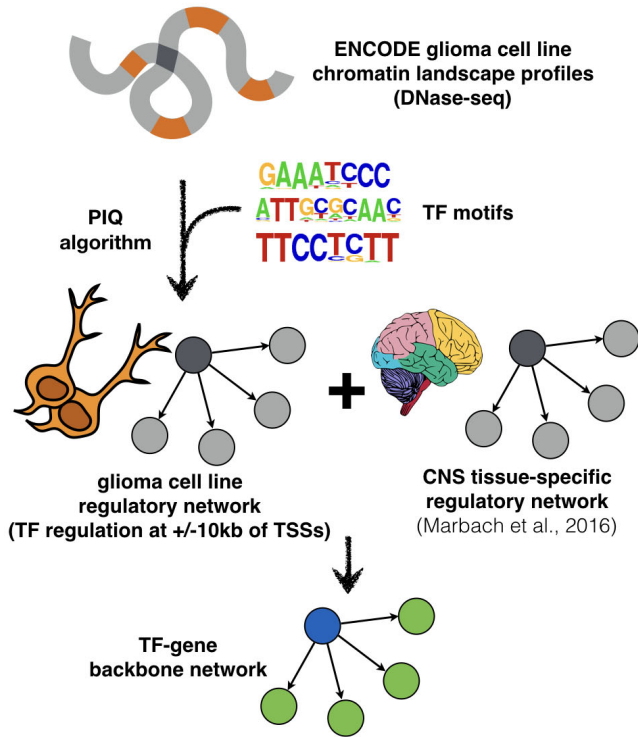 ENCODE glioma cell line
chromatin landscape profiles
(DNase-seq)
GAAATCCC
PIQ
algorithm
ATTGCGCAAC
TF motifs
TTCCTCTT
+
glioma cell line
regulatory network
(TF regulation at +/-10kb of TSSs)
CNS tissue-specific
regulatory network
(Marbach et al., 2016)
TF-gene
backbone network